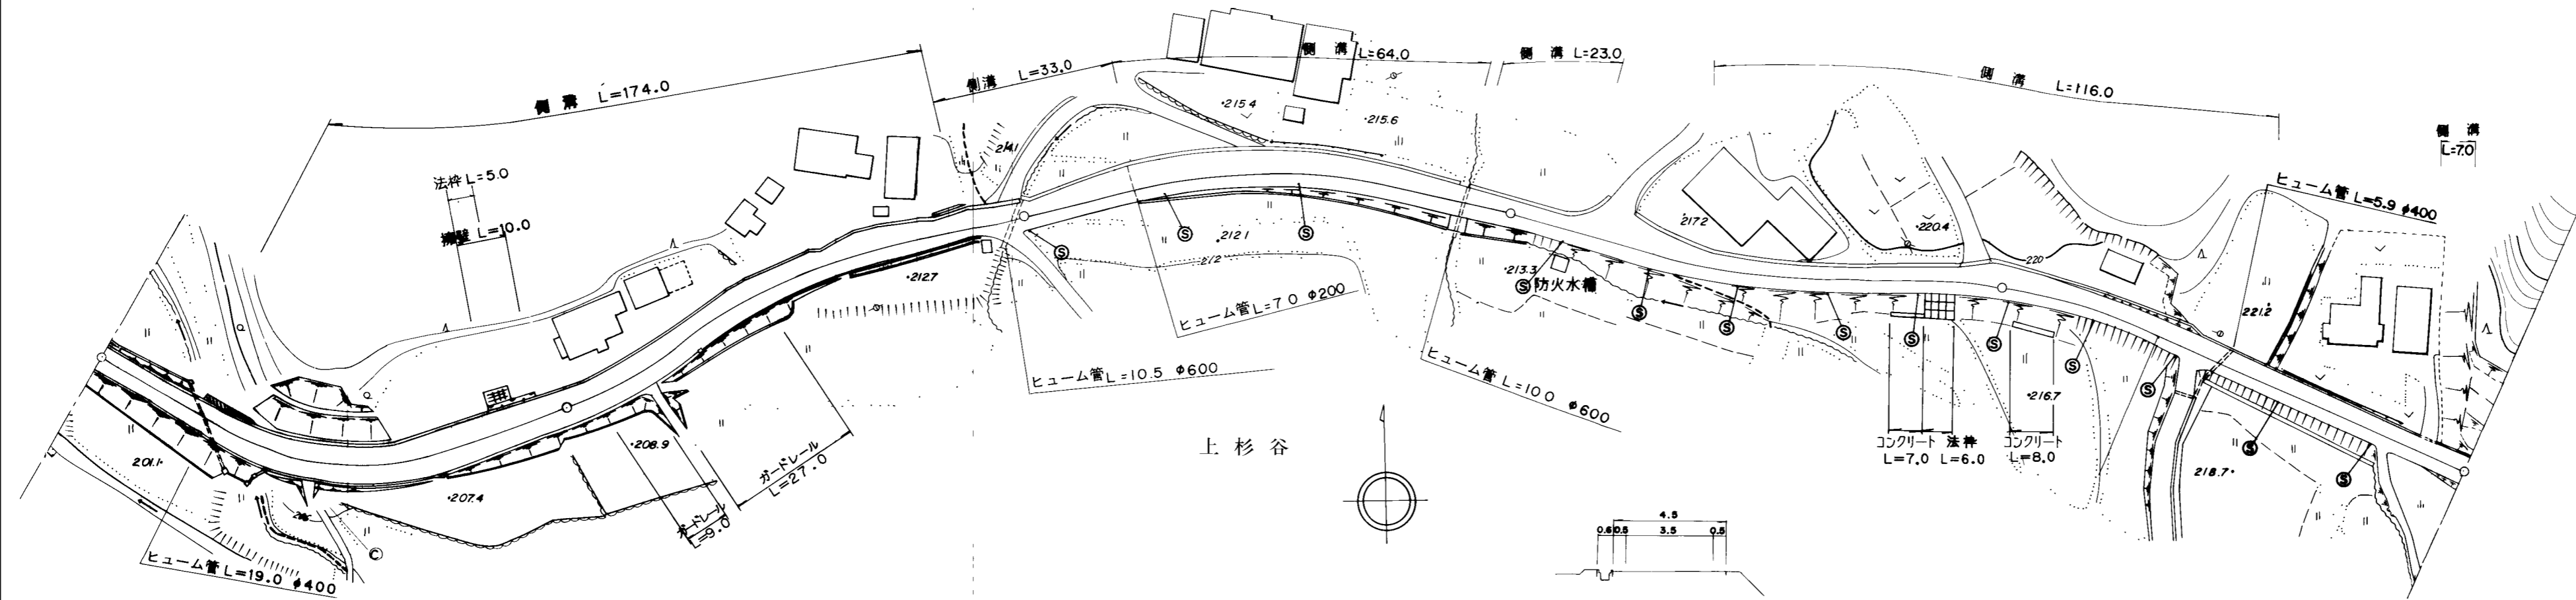 側溝 L=174.0
側溝 L=33.0
側溝 L=64.0
側溝 L=23.0
側溝 L=116.0
側溝
L=7.0
法枠 L=5.0
擁壁 L=10.0
214.1
215.4
215.6
217.2
220.4
220
221.2
ヒューム管 L=5.9 φ400
212.7
212.1
212
213.3
Ⓢ防火水槽
ヒューム管 L=7.0 φ200
ヒューム管 L=10.5 φ600
ヒューム管 L=10.0 φ600
216.7
コンクリート
L=7.0
法枠
L=6.0
コンクリート
L=8.0
218.7
201.1
207.4
208.9
ガードレール
L=27.0
ガードレール
L=9.0
ヒューム管 L=19.0 φ400
Ⓒ
上杉谷
4.5
0.6 0.5 3.5 0.5